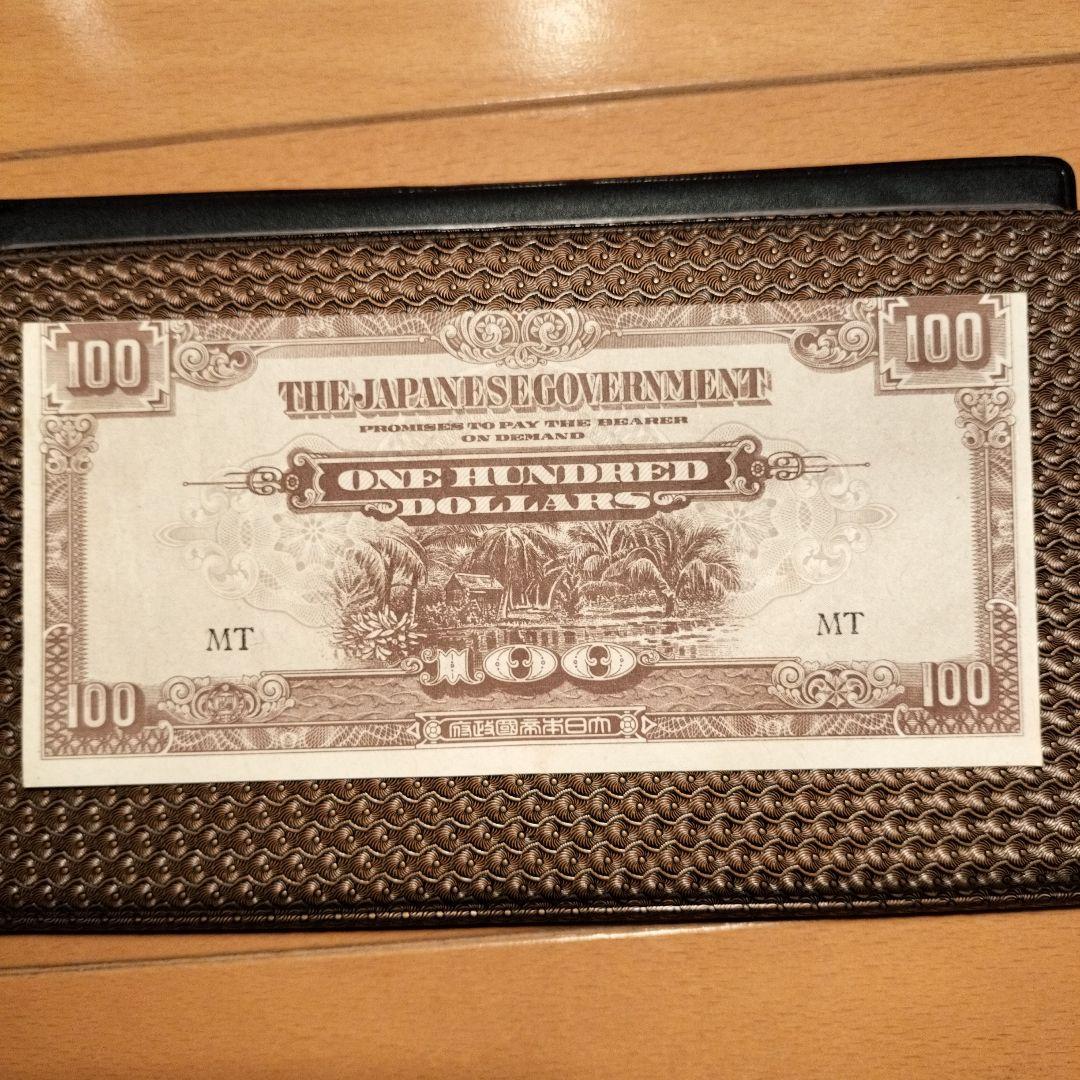 100 100
THE JAPANESE GOVERNMENT
PROMISES TO PAY THE BEARER
ON DEMAND
ONE HUNDRED
DOLLARS
MT MT
100
100 100
府政國帝本日大